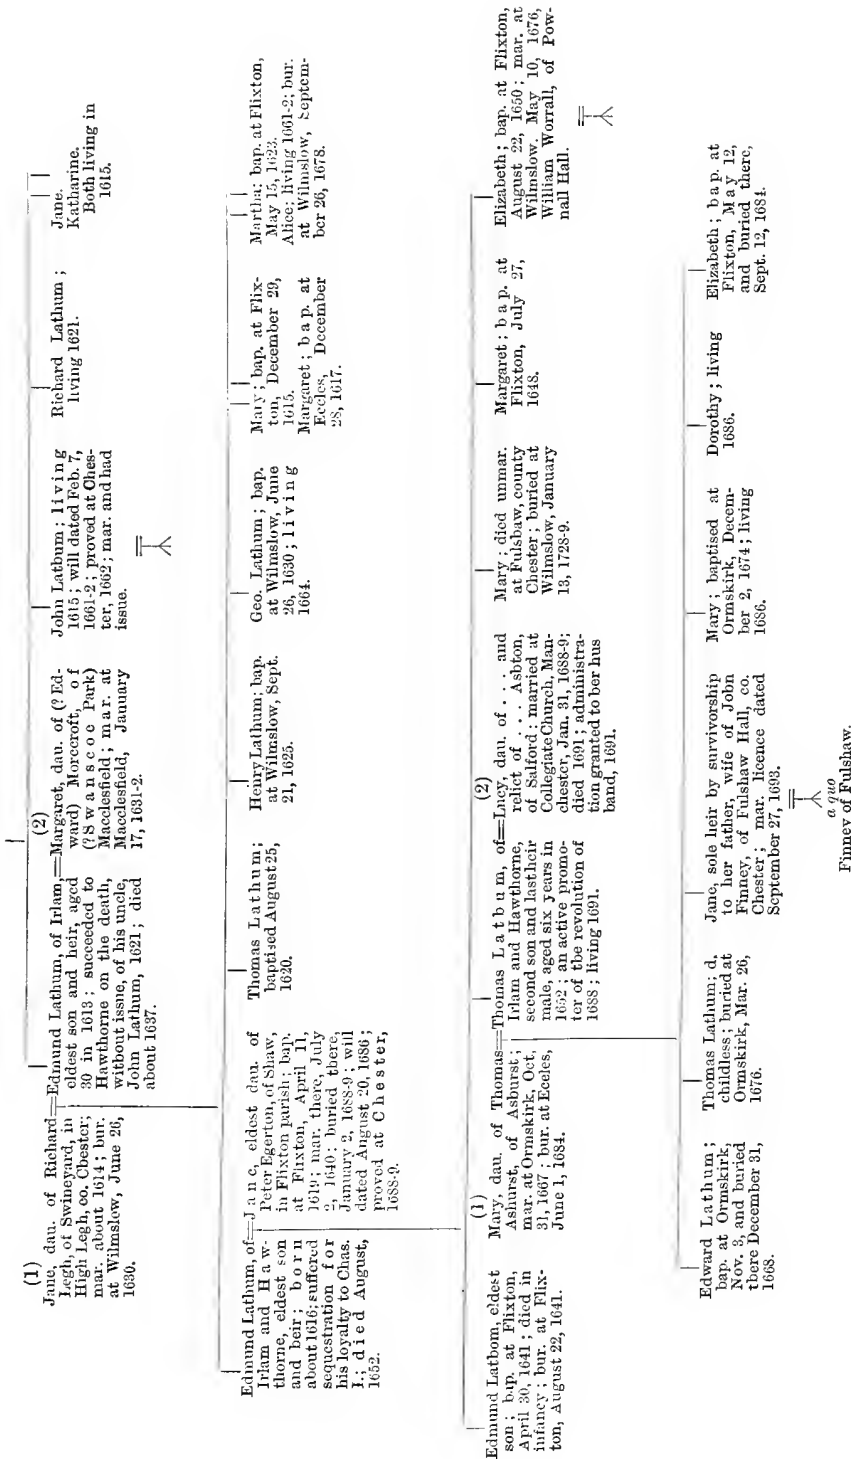 (1)
Jane, dau. of Richard
Legh, of Swineyard, in
High Legh, co. Chester;
mar. about 1614; bur.
at Wilmslow, June 26,
1630.
Edmund Lathum, of Irlam,
eldest son and heir, aged
30 in 1613; succeeded to
Hawthorne on the death,
without issue, of his uncle,
John Lathum, 1621; died
about 1637.
(2)
Margaret, dau. of (?Ed-
ward) Morecroft, of
(?Swanscoe Park)
Macclesfield; mar. at
Macclesfield, January
17, 1631-2.
John Lathum; living
1615; will dated Feb. 7,
1661-2; proved at Ches-
ter, 1662; mar. and had
issue.
Richard Lathum;
living 1621.
Jane.
Katharine.
Both living in
1615.
Edmund Lathum, of
Irlam and Haw-
thorne, eldest son
and heir; born
about 1616; suffered
sequestration for
his loyalty to Chas.
I.; died August,
1652.
Jane, eldest dau. of
Peter Egerton, of Shaw,
in Flixton parish; bap.
at Flixton, April 11,
1619; mar. there, July
2, 1640; buried there,
January 2, 1688-9; will
dated August 20, 1686;
proved at Chester,
1688-9.
Thomas Lathum;
baptised August 25,
1620.
Henry Lathum; bap.
at Wilmslow, Sept.
21, 1625.
Geo. Lathum; bap.
at Wilmslow, June
26, 1630; living
1664.
Mary; bap. at Flix-
ton, December 29,
1615.
Margaret; bap. at
Eccles, December
28, 1617.
Martha; bap. at Flixton,
May 15, 1623.
Alice; living 1661-2; bur.
at Wilmslow, Septem-
ber 26, 1678.
Edmund Lathom, eldest
son; bap. at Flixton,
April 30, 1641; died in
infancy; bur. at Flix-
ton, August 22, 1641.
(1)
Mary, dau. of Thomas
Ashurst, of Ashurst;
mar. at Ormskirk, Oct,
31, 1667; bur. at Eccles,
June 1, 1684.
Thomas Lathum, of
Irlam and Hawthorne,
second son and last heir
male, aged six years in
1652; an active promo-
ter of the revolution of
1688; living 1691.
(2)
Lucy, dau. of . . . and
relict of . . . Ashton,
of Salford; married at
Collegiate Church, Man-
chester, Jan. 31, 1688-9;
died 1691; administra-
tion granted to her hus
band, 1691.
Mary; died unmar.
at Fulshaw, county
Chester; buried at
Wilmslow, January
13, 1728-9.
Margaret; bap. at
Flixton, July 27,
1648.
Elizabeth; bap. at Flixton,
August 22, 1650; mar. at
Wilmslow. May 10, 1676,
William Worrall, of Pow-
nall Hall.
Edward Lathum;
bap. at Ormskirk,
Nov. 3, and buried
there December 31,
1668.
Thomas Lathum; d.
childless; buried at
Ormskirk, Mar. 26,
1676.
Jane, sole heir by survivorship
to her father, wife of John
Finney, of Fulshaw Hall, co.
Chester; mar. licence dated
September 27, 1693.
a quo
Finney of Fulshaw.
Mary; baptised at
Ormskirk, Decem-
ber 2, 1674; living
1686.
Dorothy; living
1686.
Elizabeth; bap. at
Flixton, May 12,
and buried there,
Sept. 12, 1684.